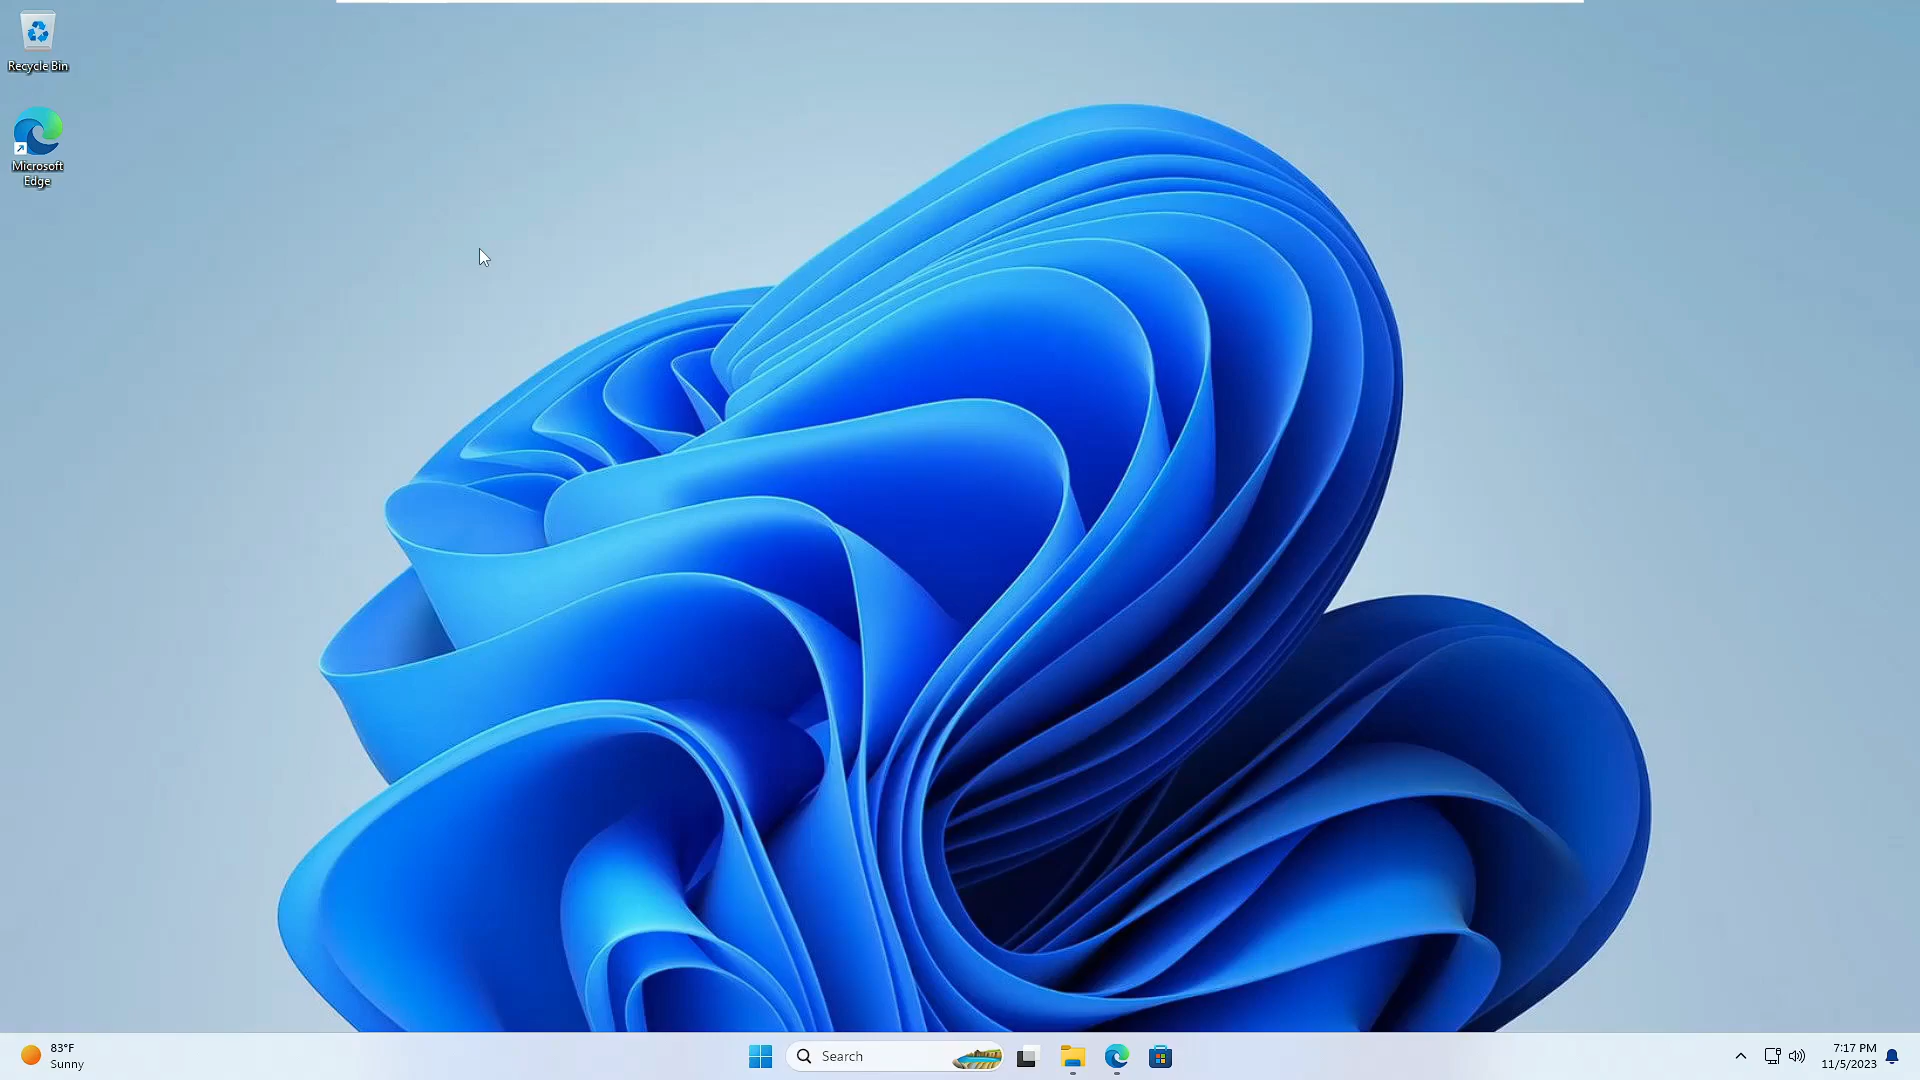 Recycle Bin
Microsoft
Edge
83°F
Sunny
Search
7:17 PM
11/5/2023